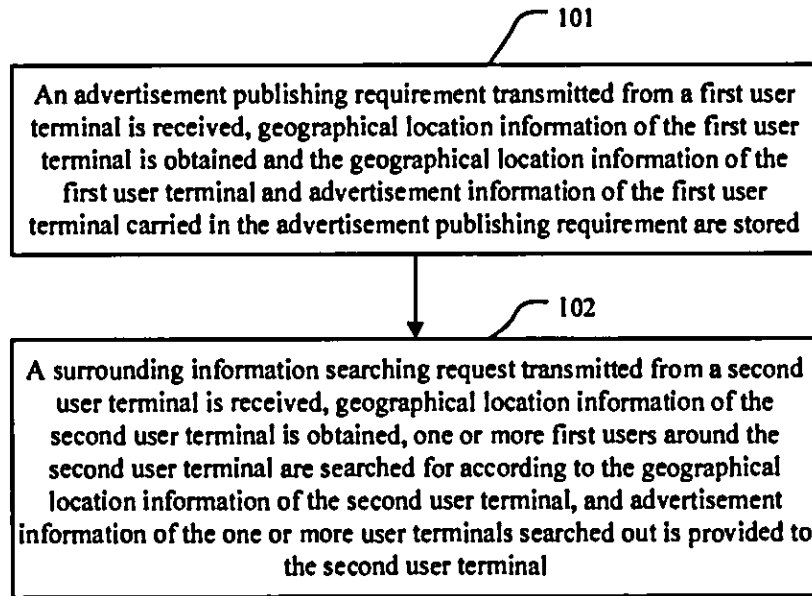 101
An advertisement publishing requirement transmitted from a first user
terminal is received, geographical location information of the first user
terminal is obtained and the geographical location information of the
first user terminal and advertisement information of the first user
terminal carried in the advertisement publishing requirement are stored
102
A surrounding information searching request transmitted from a second
user terminal is received, geographical location information of the
second user terminal is obtained, one or more first users around the
second user terminal are searched for according to the geographical
location information of the second user terminal, and advertisement
information of the one or more user terminals searched out is provided to
the second user terminal